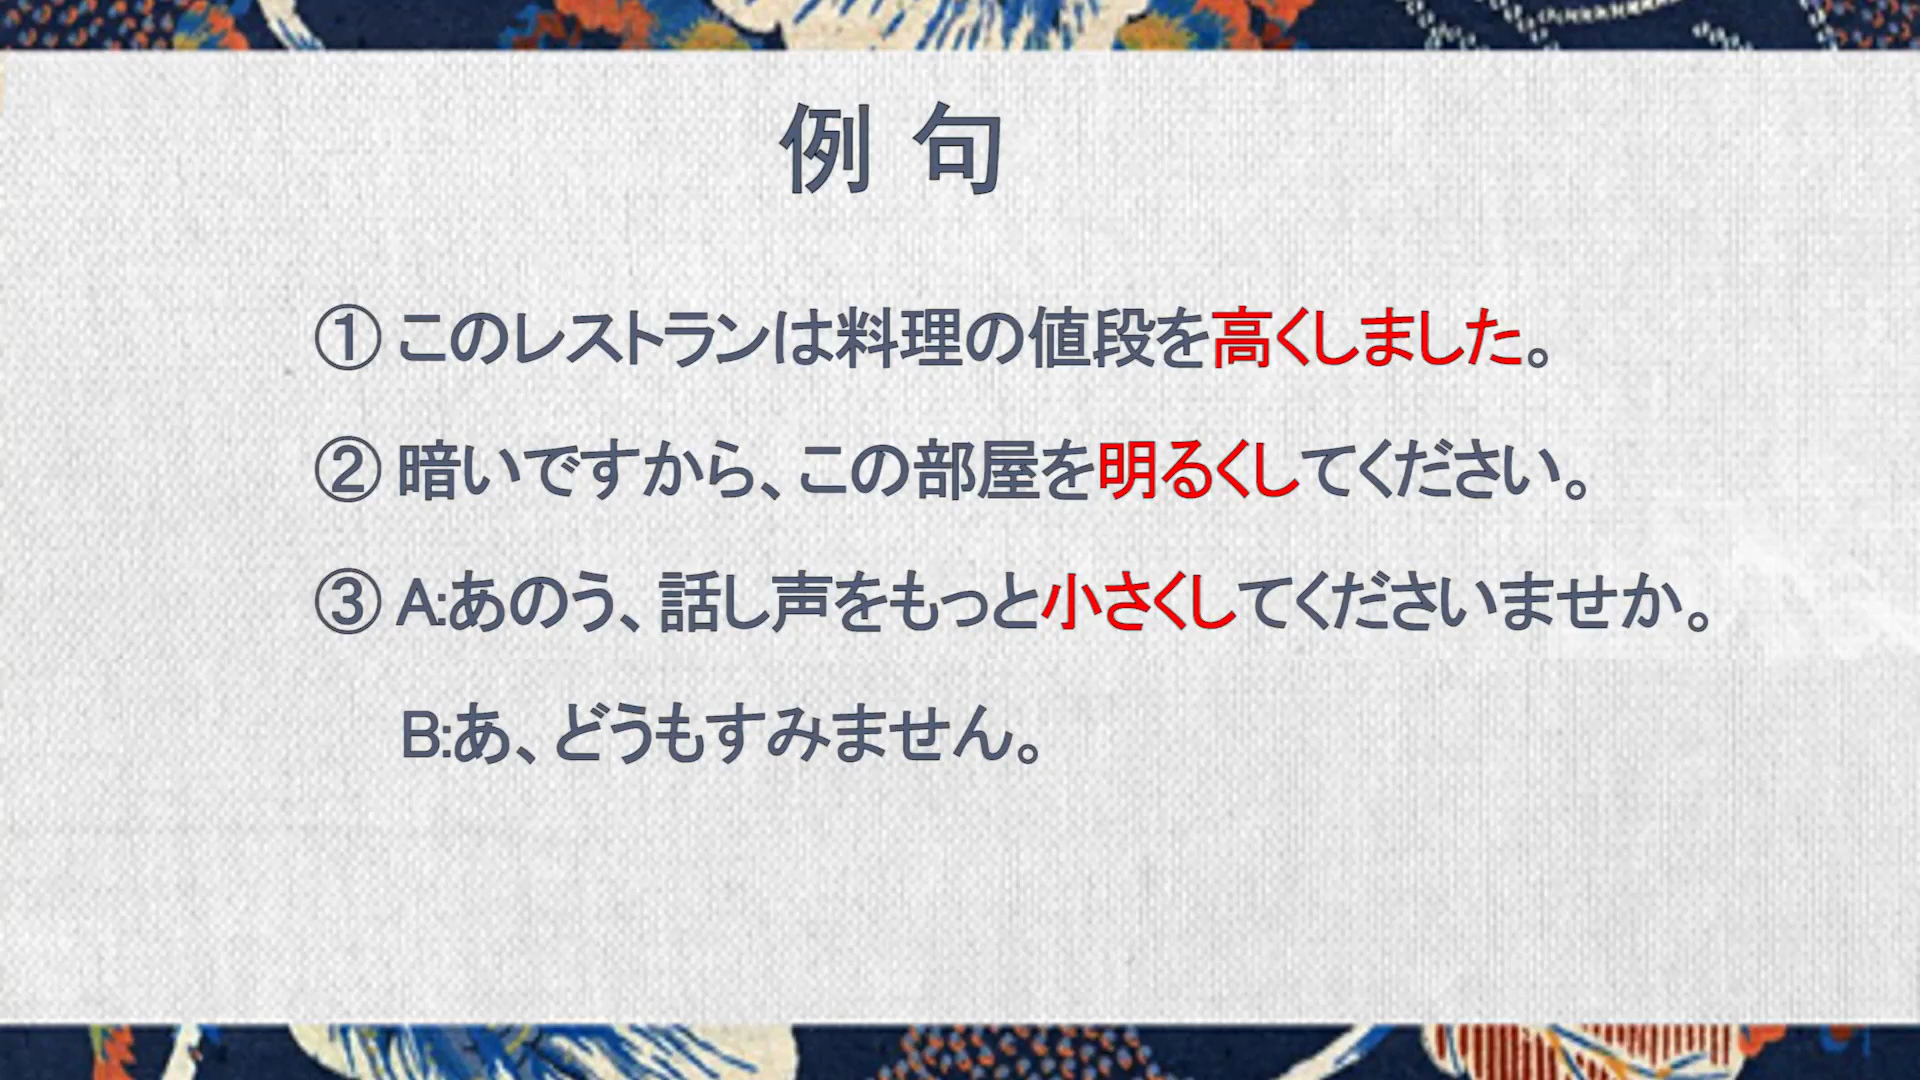 例句
① このレストランは料理の値段を高くしました。
② 暗いですから、この部屋を明るくしてください。
③ A:あのう、話し声をもっと小さくしてくださいませか。
B:あ、どうもすみません。